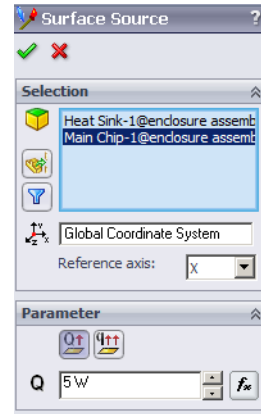 Surface Source ?
Selection
Heat Sink-1@enclosure assemb
Main Chip-1@enclosure assemb
Global Coordinate System
Reference axis: X
Parameter
Q
Q 5 W fx